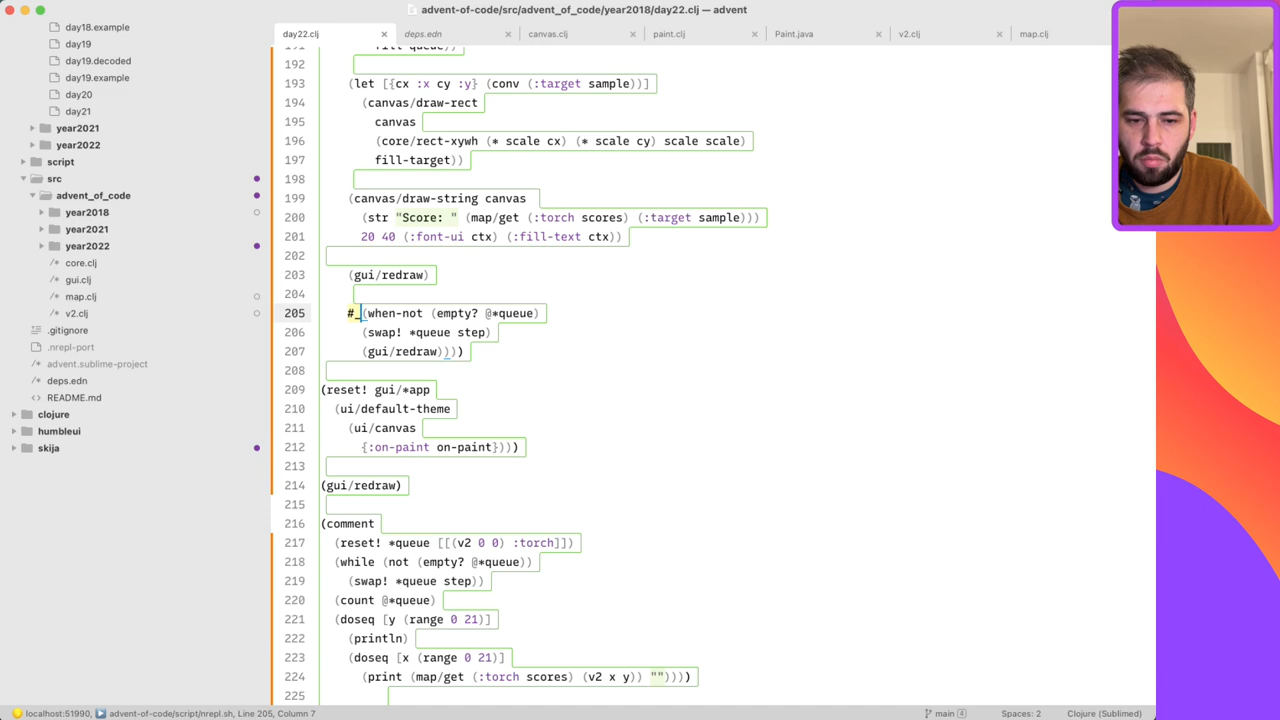 advent-of-code/src/advent_of_code/year2018/day22.clj — advent
day18.example
day19
day19.decoded
day19.example
day20
day21
year2021
year2022
script
src
advent_of_code
year2018
year2021
year2022
core.clj
gui.clj
map.clj
v2.clj
.gitignore
.nrepl-port
advent.sublime-project
deps.edn
README.md
clojure
humbleui
skija
day22.clj
deps.edn
canvas.clj
paint.clj
Paint.java
v2.clj
map.clj
191 fill-queue))
192
193 (let [{cx :x cy :y} (conv (:target sample))]
194 (canvas/draw-rect
195 canvas
196 (core/rect-xywh (* scale cx) (* scale cy) scale scale)
197 fill-target))
198
199 (canvas/draw-string canvas
200 (str "Score: " (map/get (:torch scores) (:target sample)))
201 20 40 (:font-ui ctx) (:fill-text ctx))
202
203 (gui/redraw)
204
205 #_(when-not (empty? @*queue)
206 (swap! *queue step)
207 (gui/redraw))))
208
209 (reset! gui/*app
210 (ui/default-theme
211 (ui/canvas
212 {:on-paint on-paint})))
213
214 (gui/redraw)
215
216 (comment
217 (reset! *queue [[(v2 0 0) :torch]])
218 (while (not (empty? @*queue))
219 (swap! *queue step))
220 (count @*queue)
221 (doseq [y (range 0 21)]
222 (println)
223 (doseq [x (range 0 21)]
224 (print (map/get (:torch scores) (v2 x y)) "")))
225
localhost:51990, advent-of-code/script/nrepl.sh, Line 205, Column 7
main 4
Spaces: 2
Clojure (Sublimed)